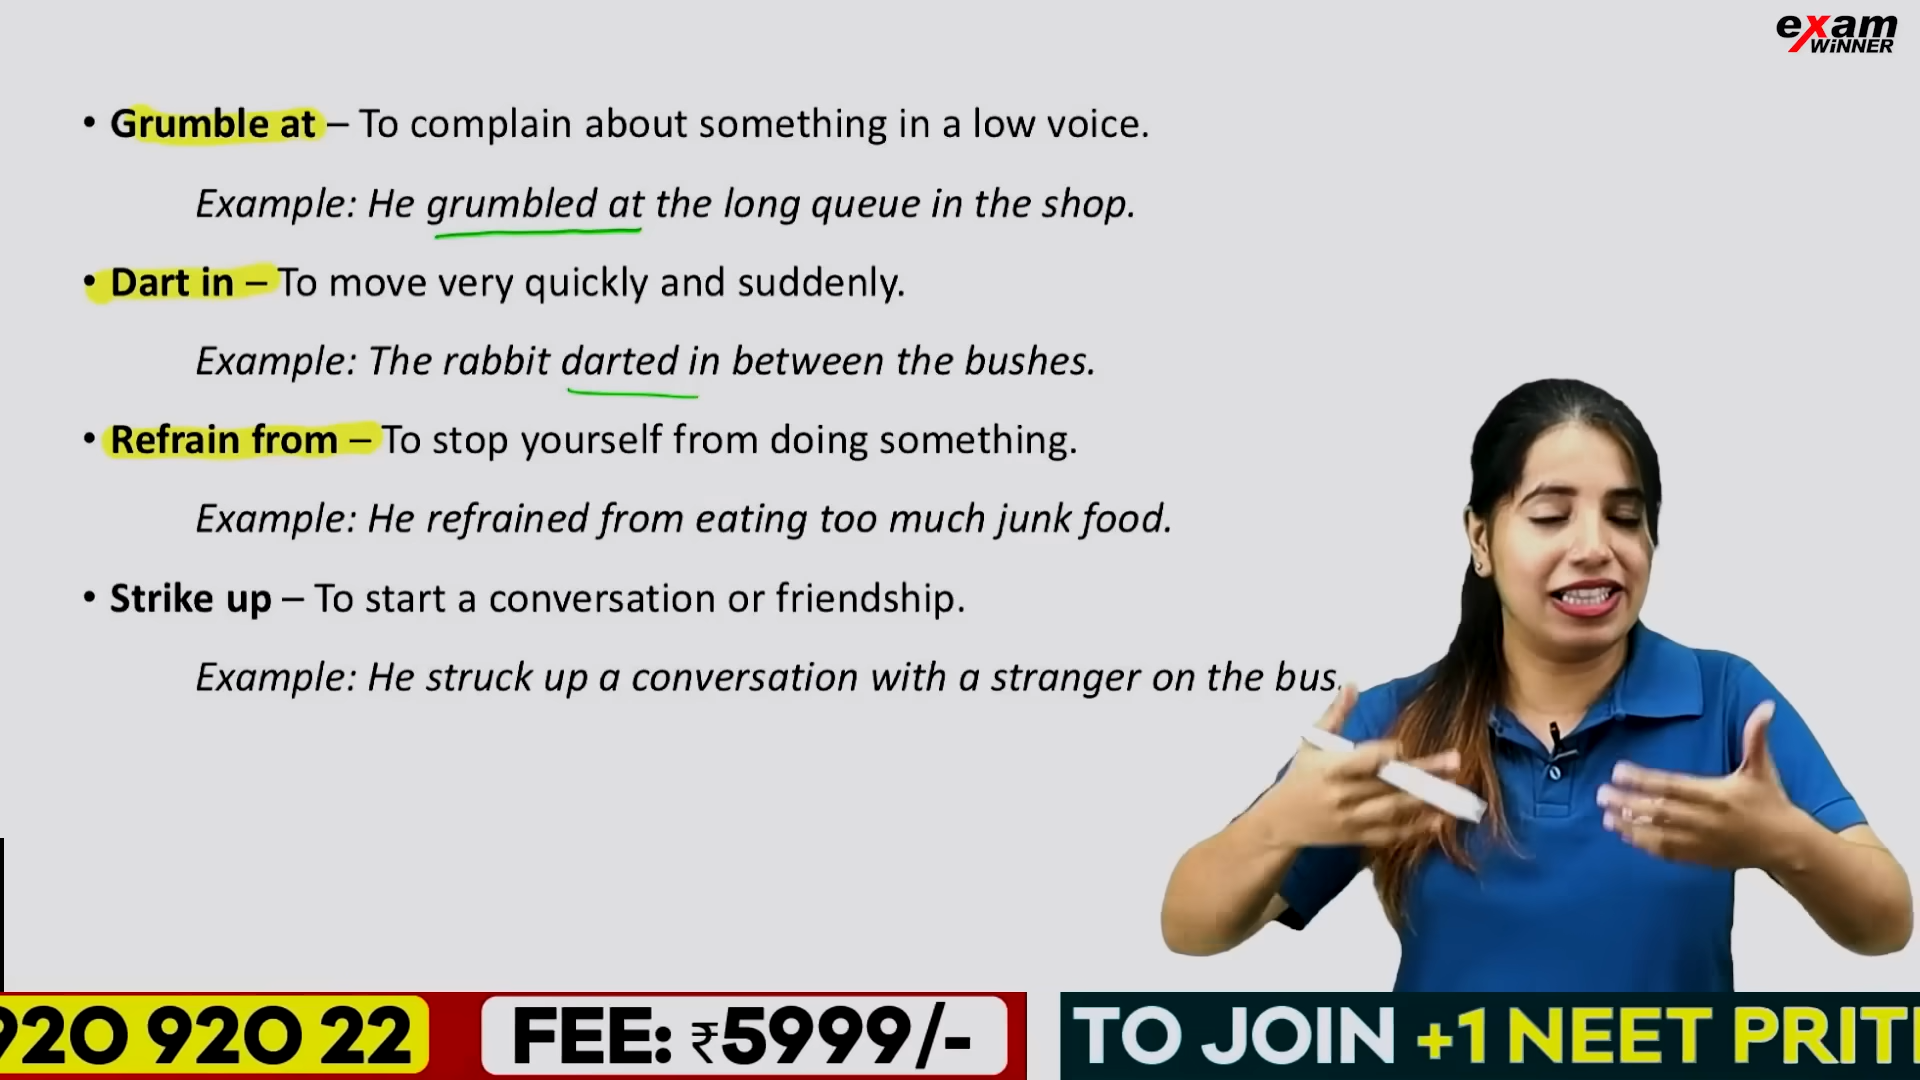 exam
WiNNER
• Grumble at – To complain about something in a low voice.
Example: He grumbled at the long queue in the shop.
• Dart in – To move very quickly and suddenly.
Example: The rabbit darted in between the bushes.
• Refrain from – To stop yourself from doing something.
Example: He refrained from eating too much junk food.
• Strike up – To start a conversation or friendship.
Example: He struck up a conversation with a stranger on the bus.
920 920 22 FEE: ₹5999/- TO JOIN +1 NEET